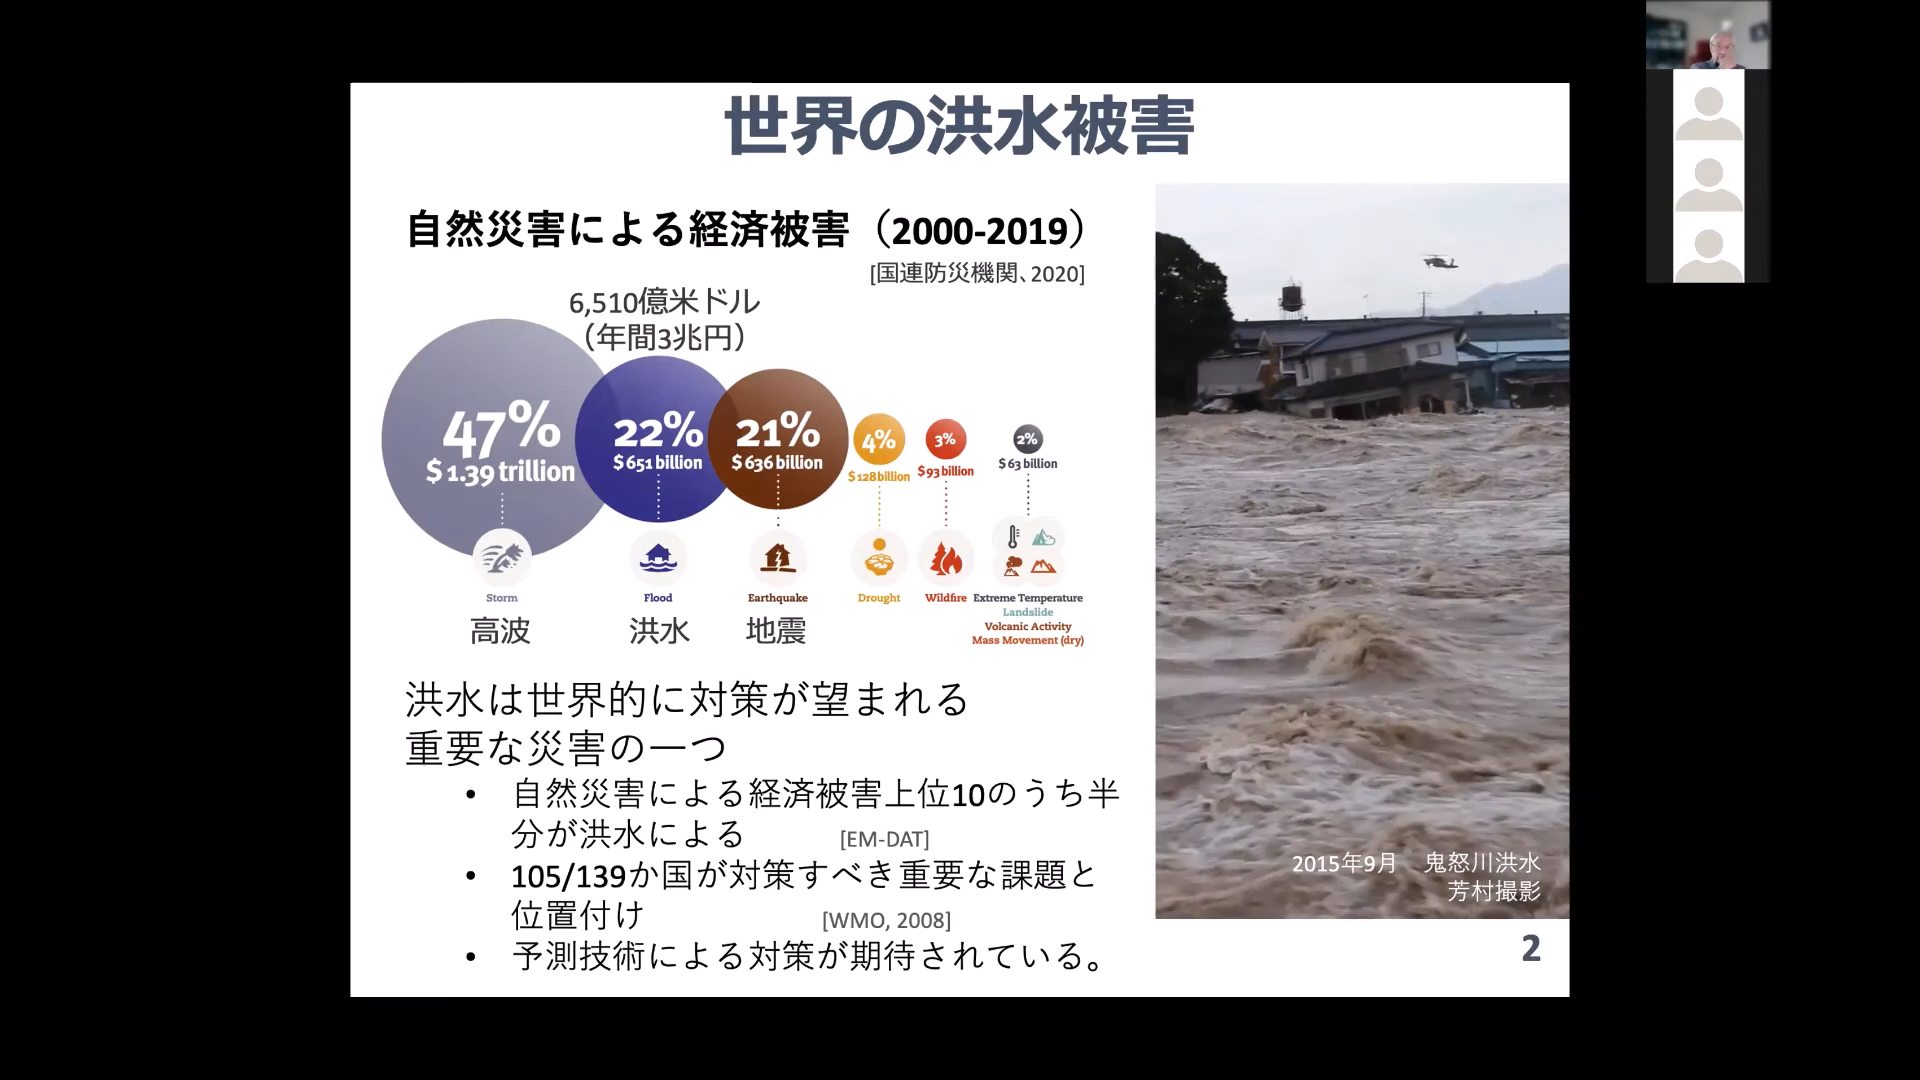 世界の洪水被害
自然災害による経済被害（2000-2019）
[国連防災機関、2020]
6,510億米ドル
（年間3兆円）
47%
$ 1.39 trillion
22%
$ 651 billion
21%
$ 636 billion
4%
$ 128 billion
3%
$ 93 billion
2%
$ 63 billion
Storm
Flood
Earthquake
Drought
Wildfire
Extreme Temperature
Landslide
Volcanic Activity
Mass Movement (dry)
高波
洪水
地震
洪水は世界的に対策が望まれる
重要な災害の一つ
• 自然災害による経済被害上位10のうち半
分が洪水による [EM-DAT]
• 105/139か国が対策すべき重要な課題と
位置付け [WMO, 2008]
• 予測技術による対策が期待されている。
2015年9月 鬼怒川洪水
芳村撮影
2